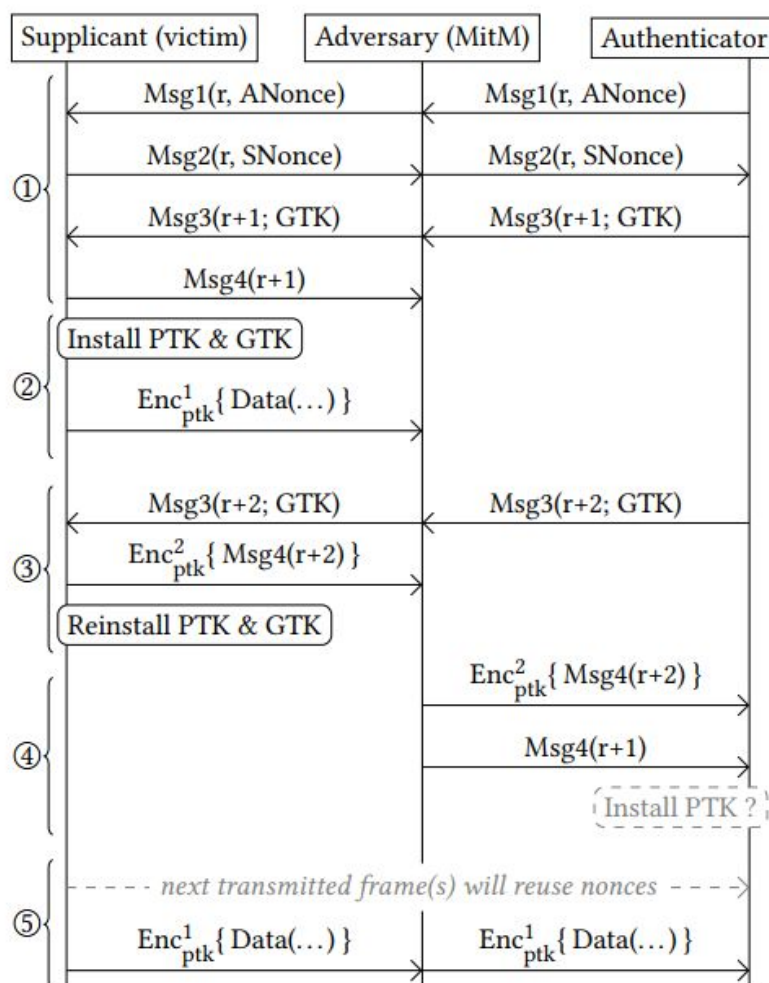 Supplicant (victim) Adversary (MitM) Authenticator
Msg1(r, ANonce) Msg1(r, ANonce)
Msg2(r, SNonce) Msg2(r, SNonce)
①
Msg3(r+1; GTK) Msg3(r+1; GTK)
Msg4(r+1)
Install PTK & GTK
②
Enc¹ptk{ Data(…) }
Msg3(r+2; GTK) Msg3(r+2; GTK)
③
Enc²ptk{ Msg4(r+2) }
Reinstall PTK & GTK
Enc²ptk{ Msg4(r+2) }
④
Msg4(r+1)
Install PTK ?
next transmitted frame(s) will reuse nonces
⑤
Enc¹ptk{ Data(…) } Enc¹ptk{ Data(…) }